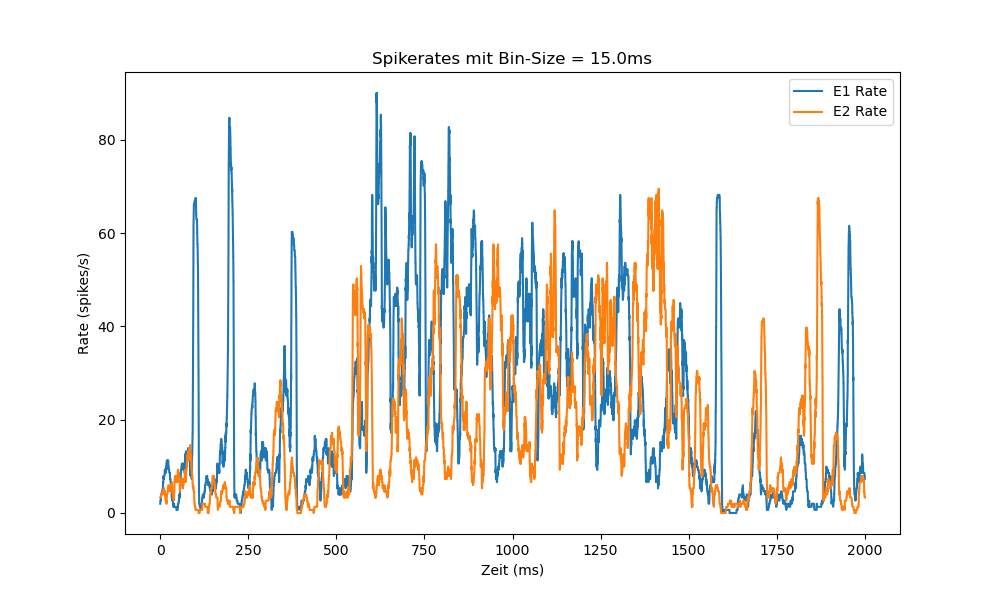 Spikerates mit Bin-Size = 15.0ms
E1 Rate
E2 Rate
Rate (spikes/s)
80
60
40
20
0
0 250 500 750 1000 1250 1500 1750 2000
Zeit (ms)